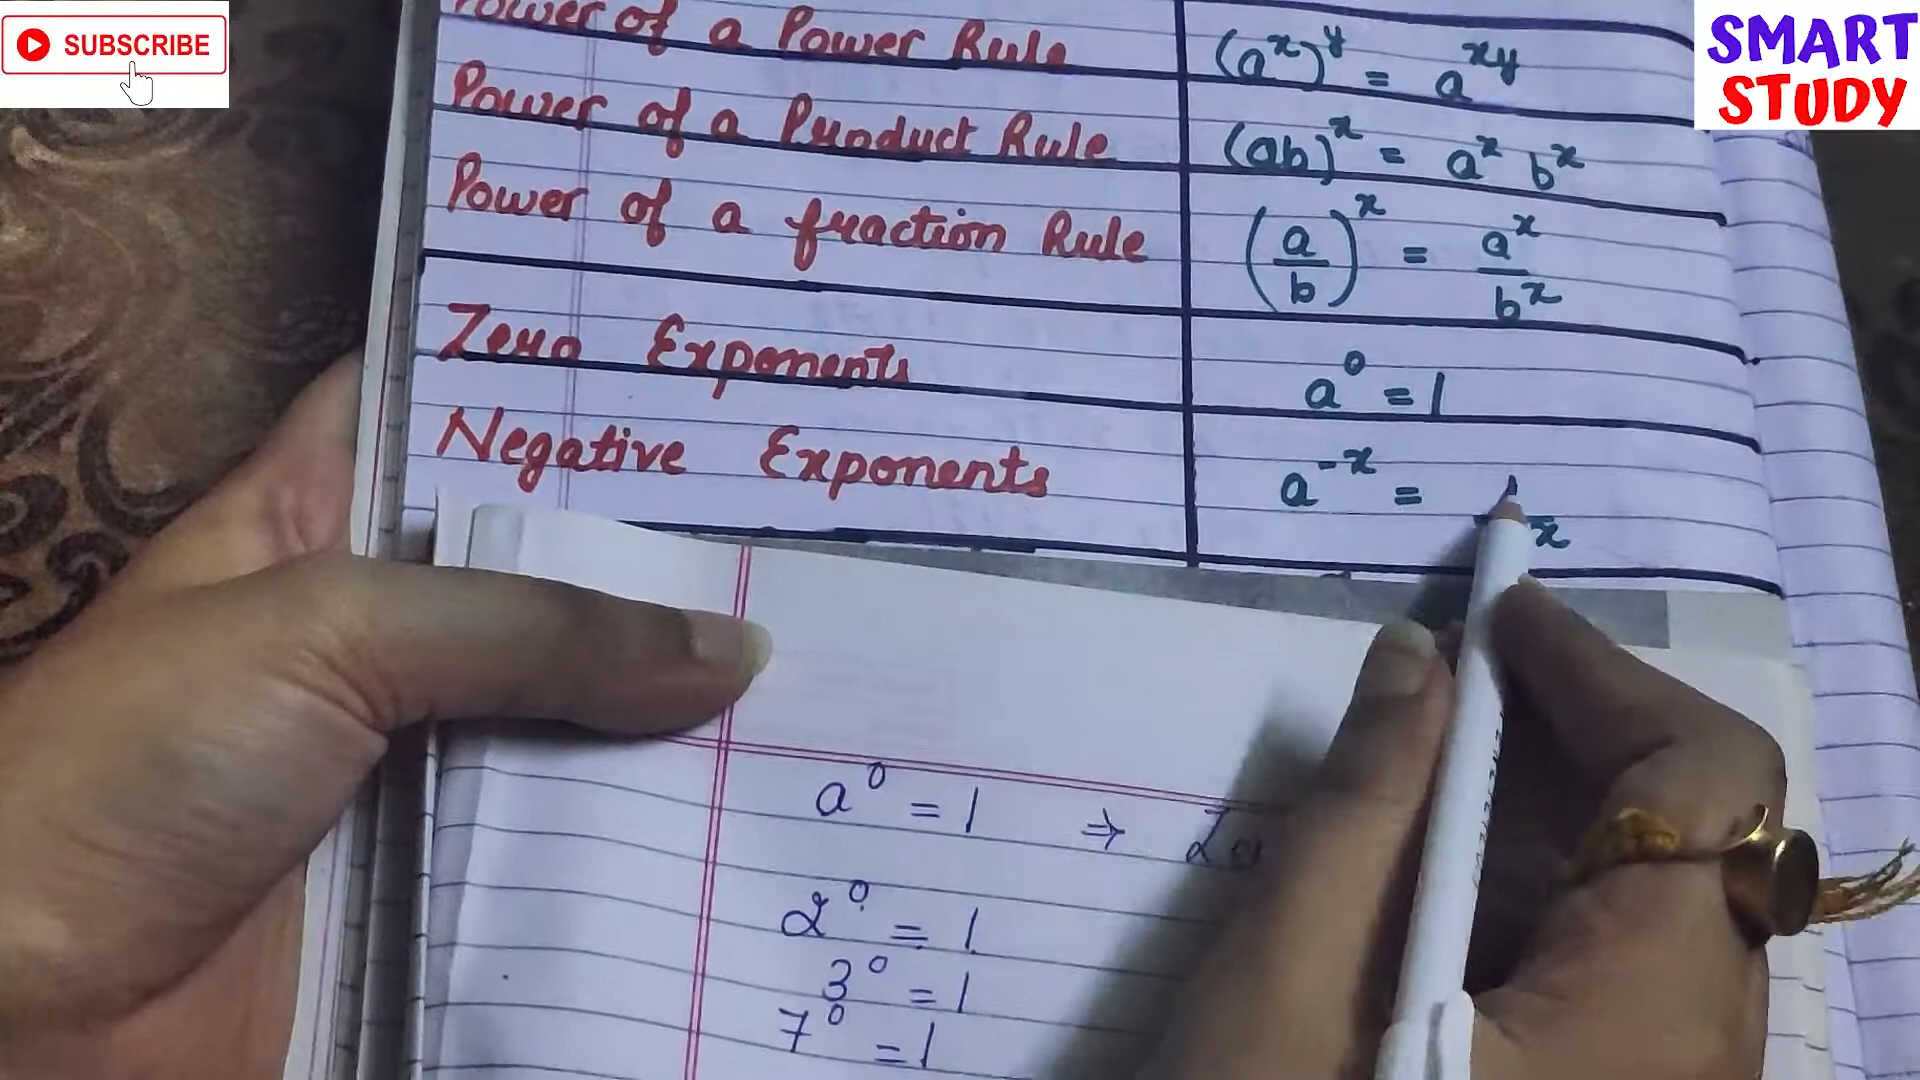 SUBSCRIBE
SMART
STUDY
Power of a Power Rule (a^x)^y = a^xy
Power of a Product Rule (ab)^x = a^x b^x
Power of a fraction Rule (a/b)^x = a^x/b^x
Zero Exponents a^0 = 1
Negative Exponents a^-x =
x
a^0 = 1 ⇒
2^0 = 1
3^0 = 1
7^0 = 1